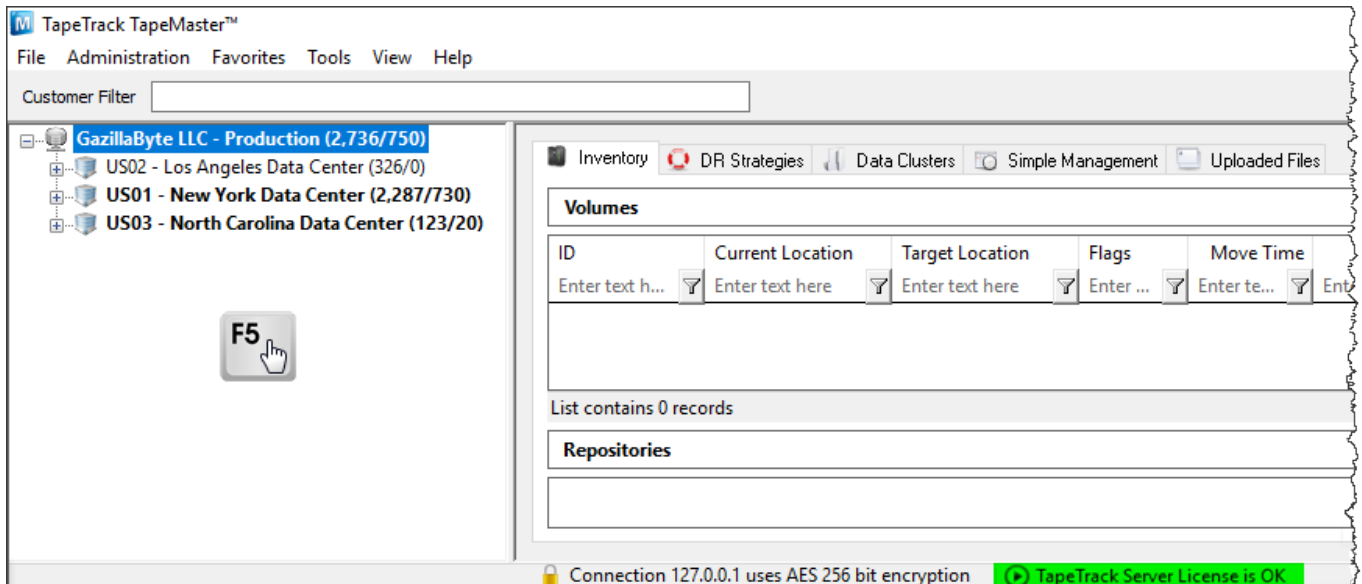 TapeTrack TapeMaster™
File Administration Favorites Tools View Help
Customer Filter
GazillaByte LLC - Production (2,736/750)
US02 - Los Angeles Data Center (326/0)
US01 - New York Data Center (2,287/730)
US03 - North Carolina Data Center (123/20)
F5
Inventory DR Strategies Data Clusters Simple Management Uploaded Files
Volumes
ID Current Location Target Location Flags Move Time
Enter text h... Enter text here Enter text here Enter ... Enter te... Ent
List contains 0 records
Repositories
Connection 127.0.0.1 uses AES 256 bit encryption TapeTrack Server License is OK